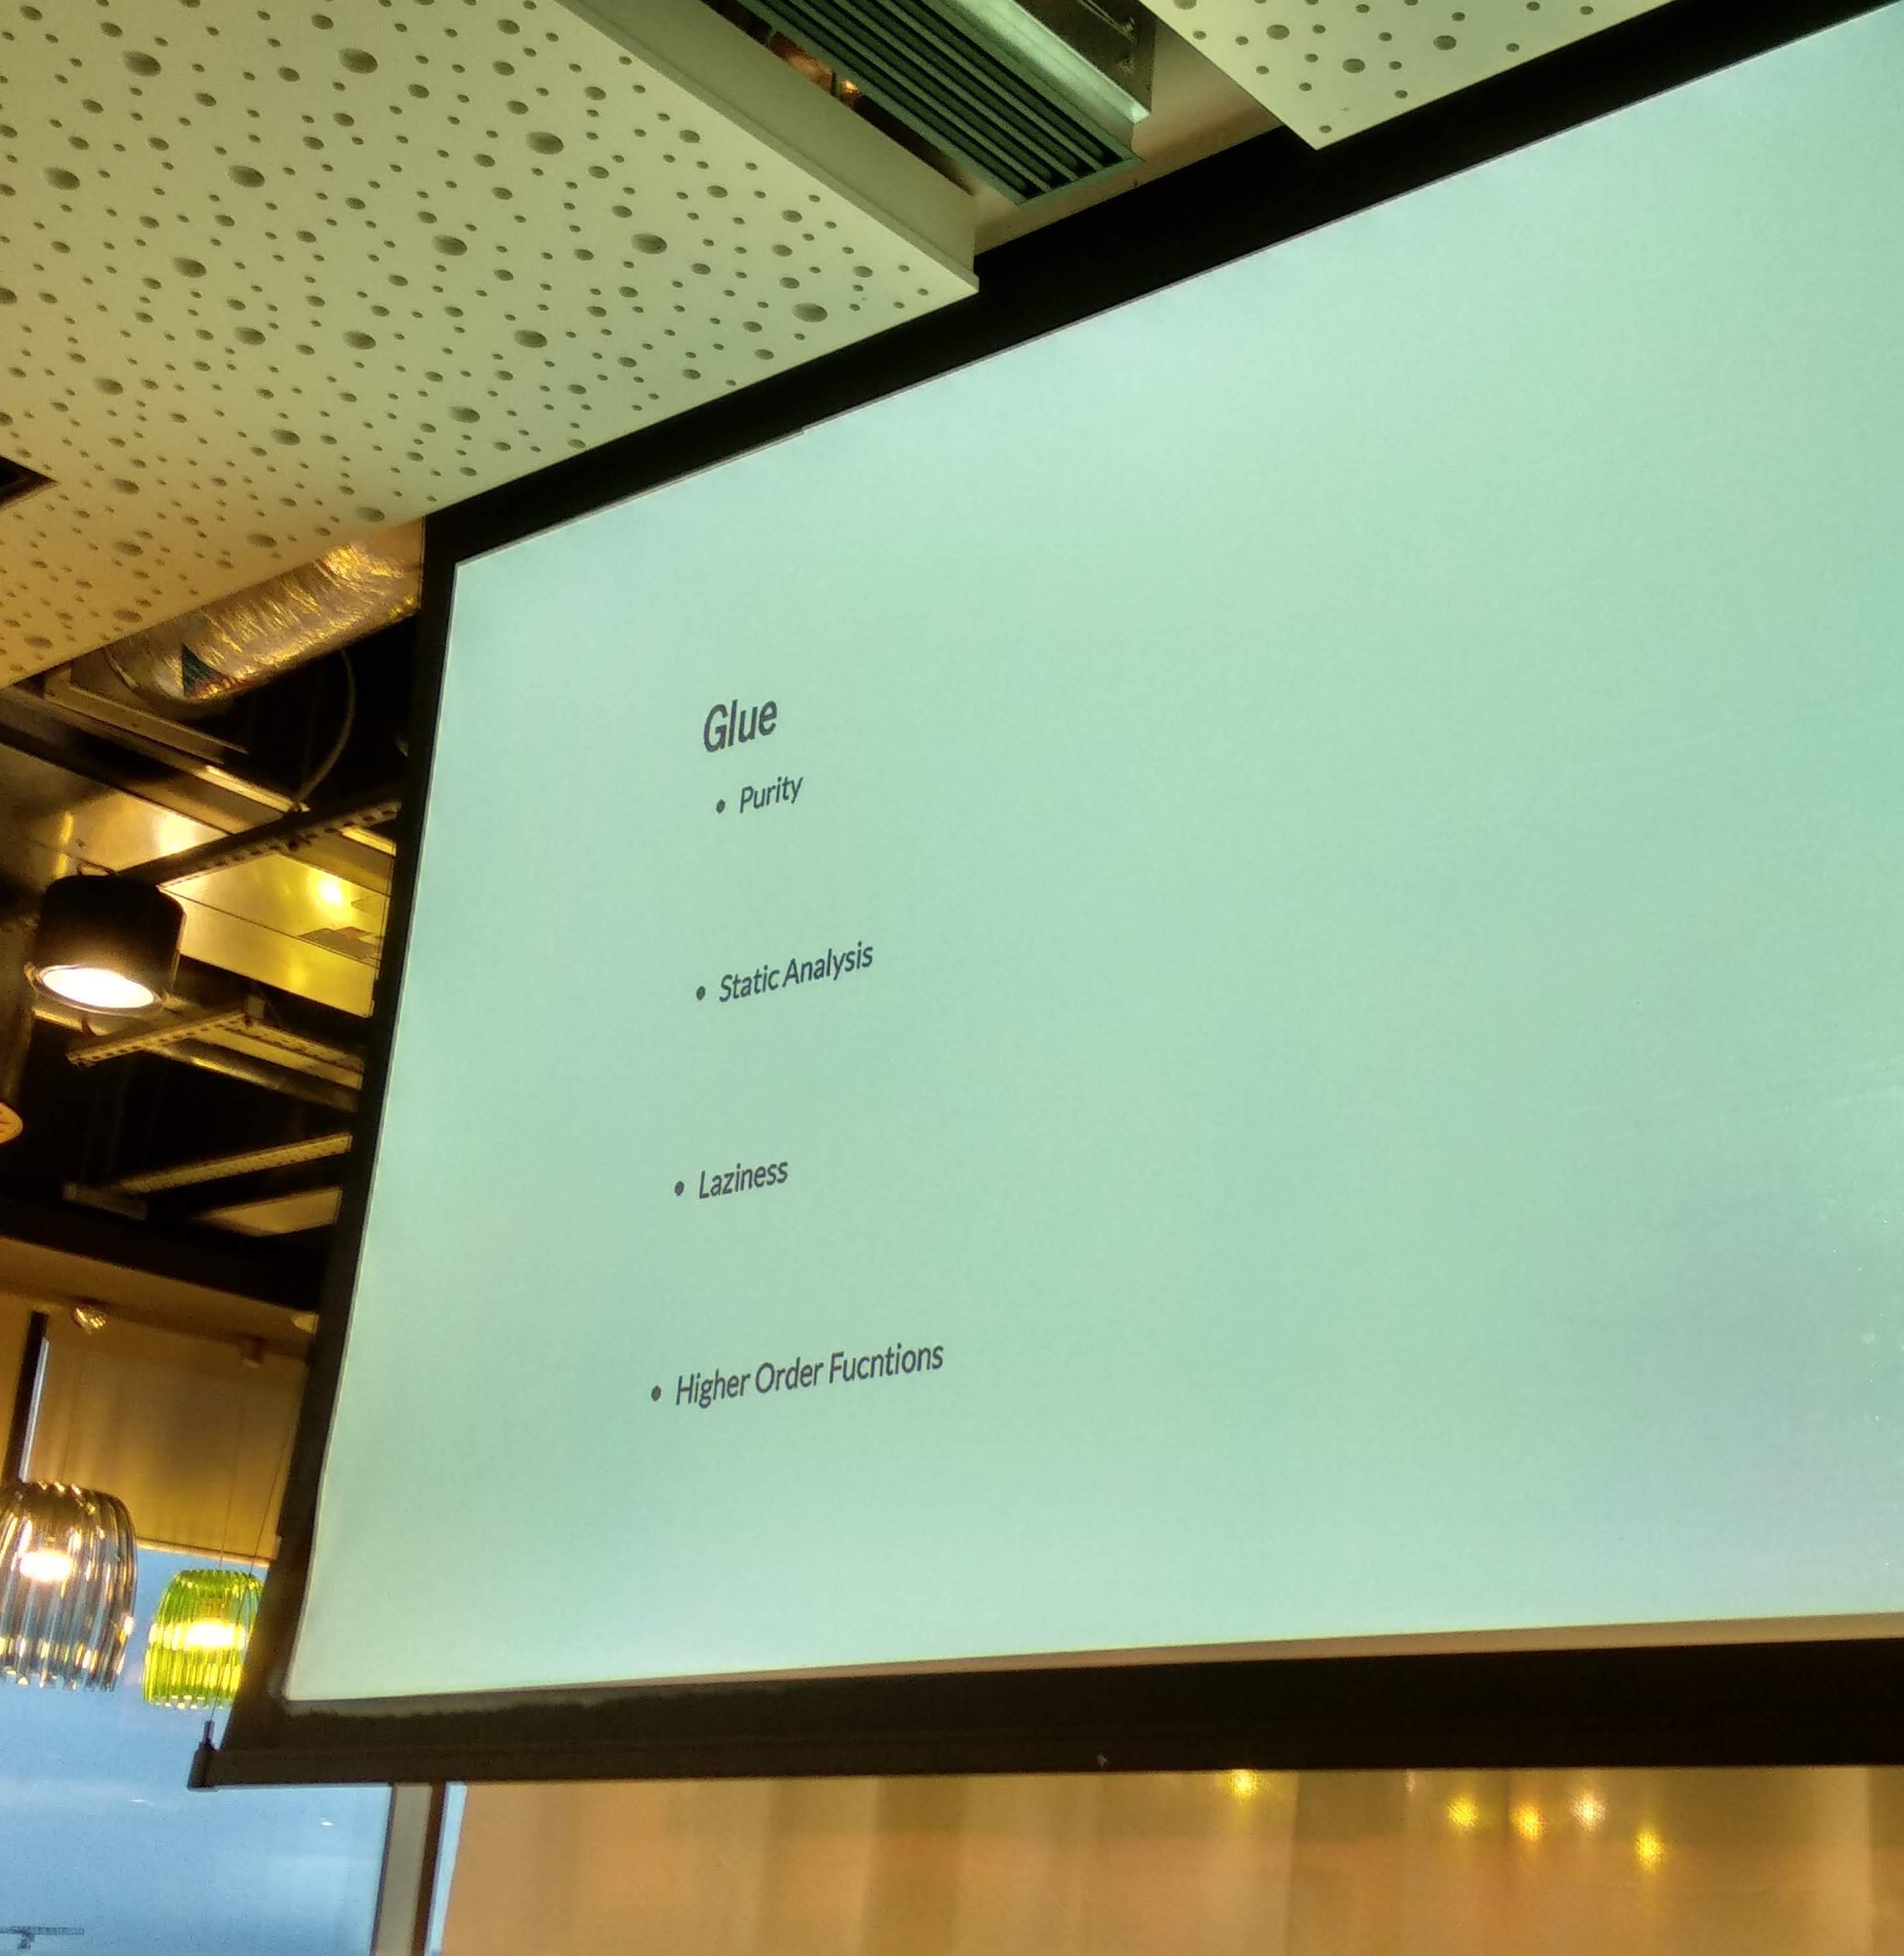 Glue
• Purity
• Static Analysis
• Laziness
• Higher Order Fucntions